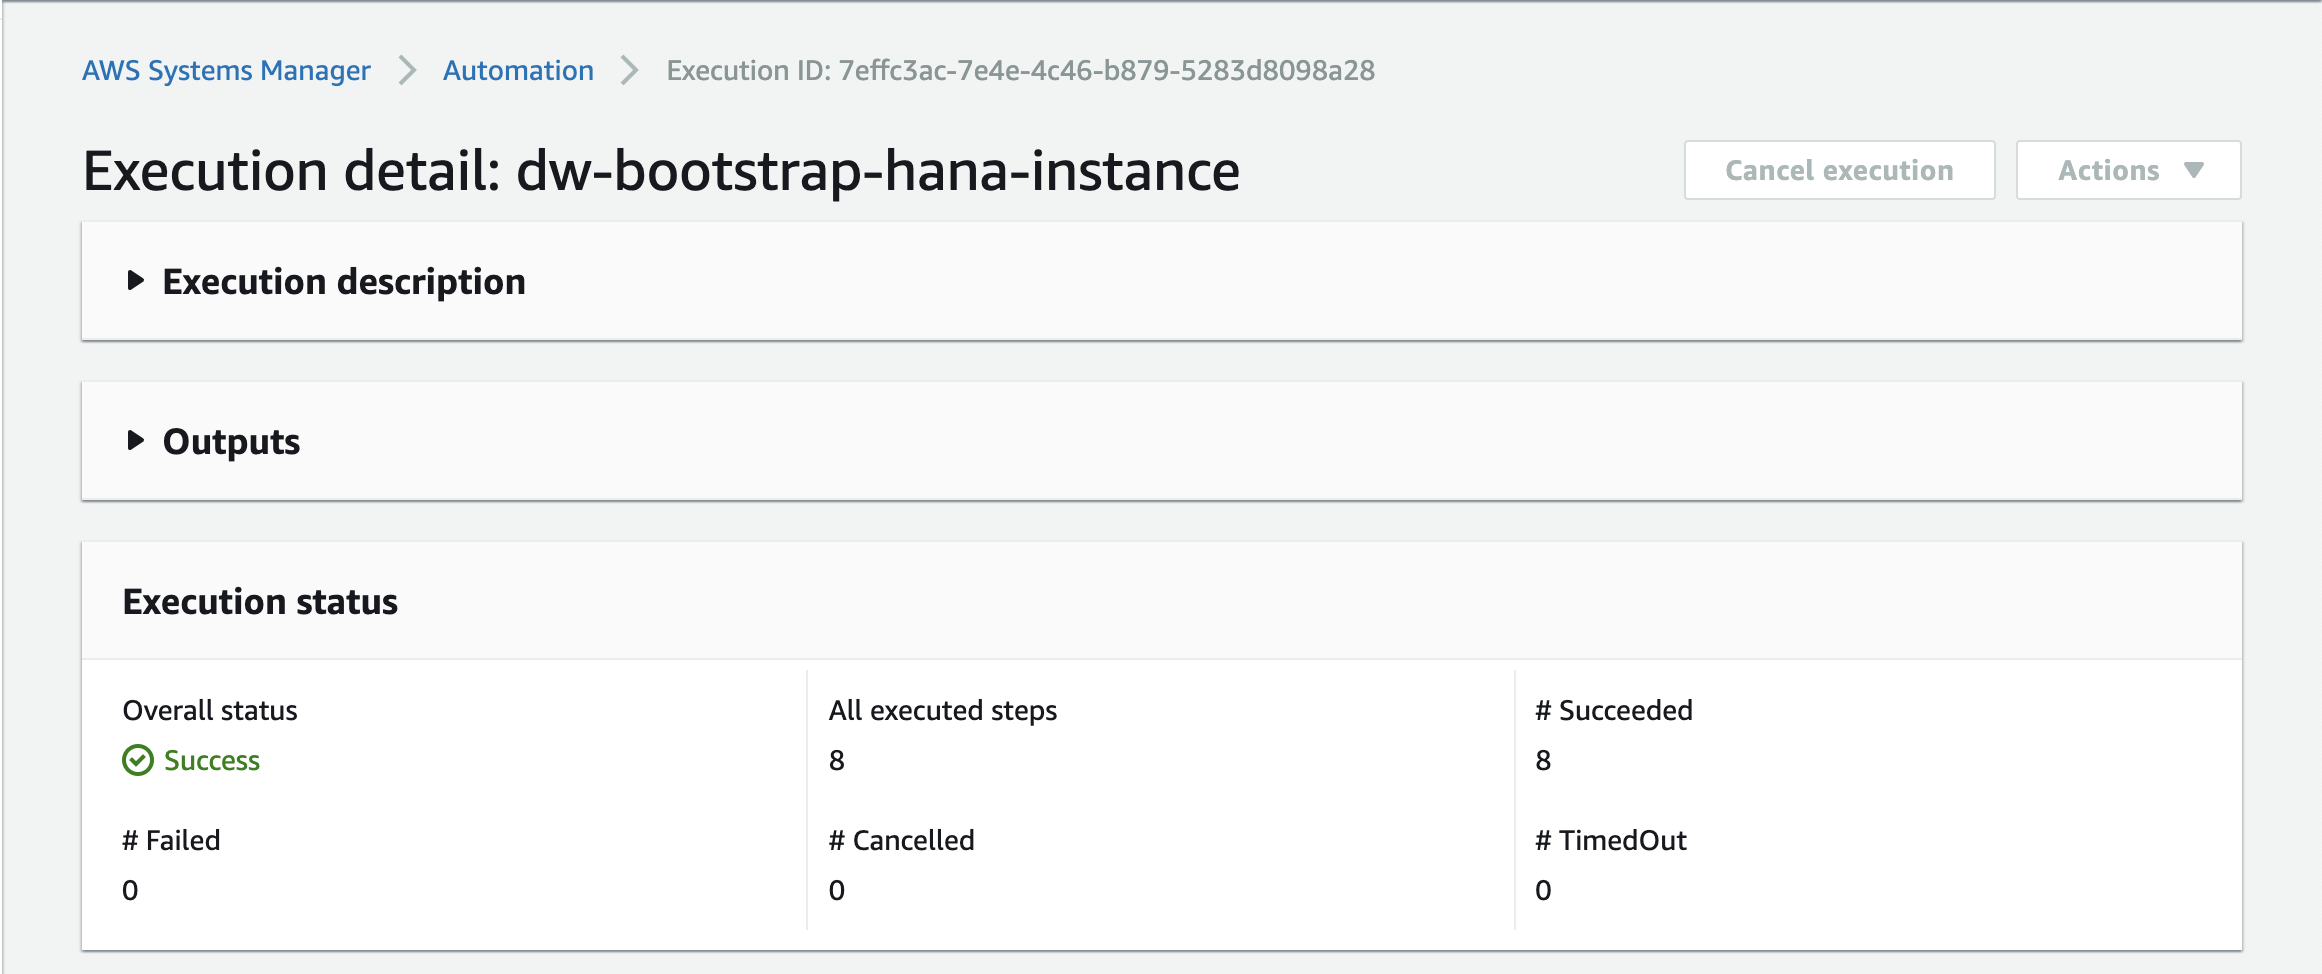 AWS Systems Manager > Automation > Execution ID: 7effc3ac-7e4e-4c46-b879-5283d8098a28
Execution detail: dw-bootstrap-hana-instance
Cancel execution
Actions
Execution description
Outputs
Execution status
Overall status
Success
All executed steps
8
# Succeeded
8
# Failed
0
# Cancelled
0
# TimedOut
0